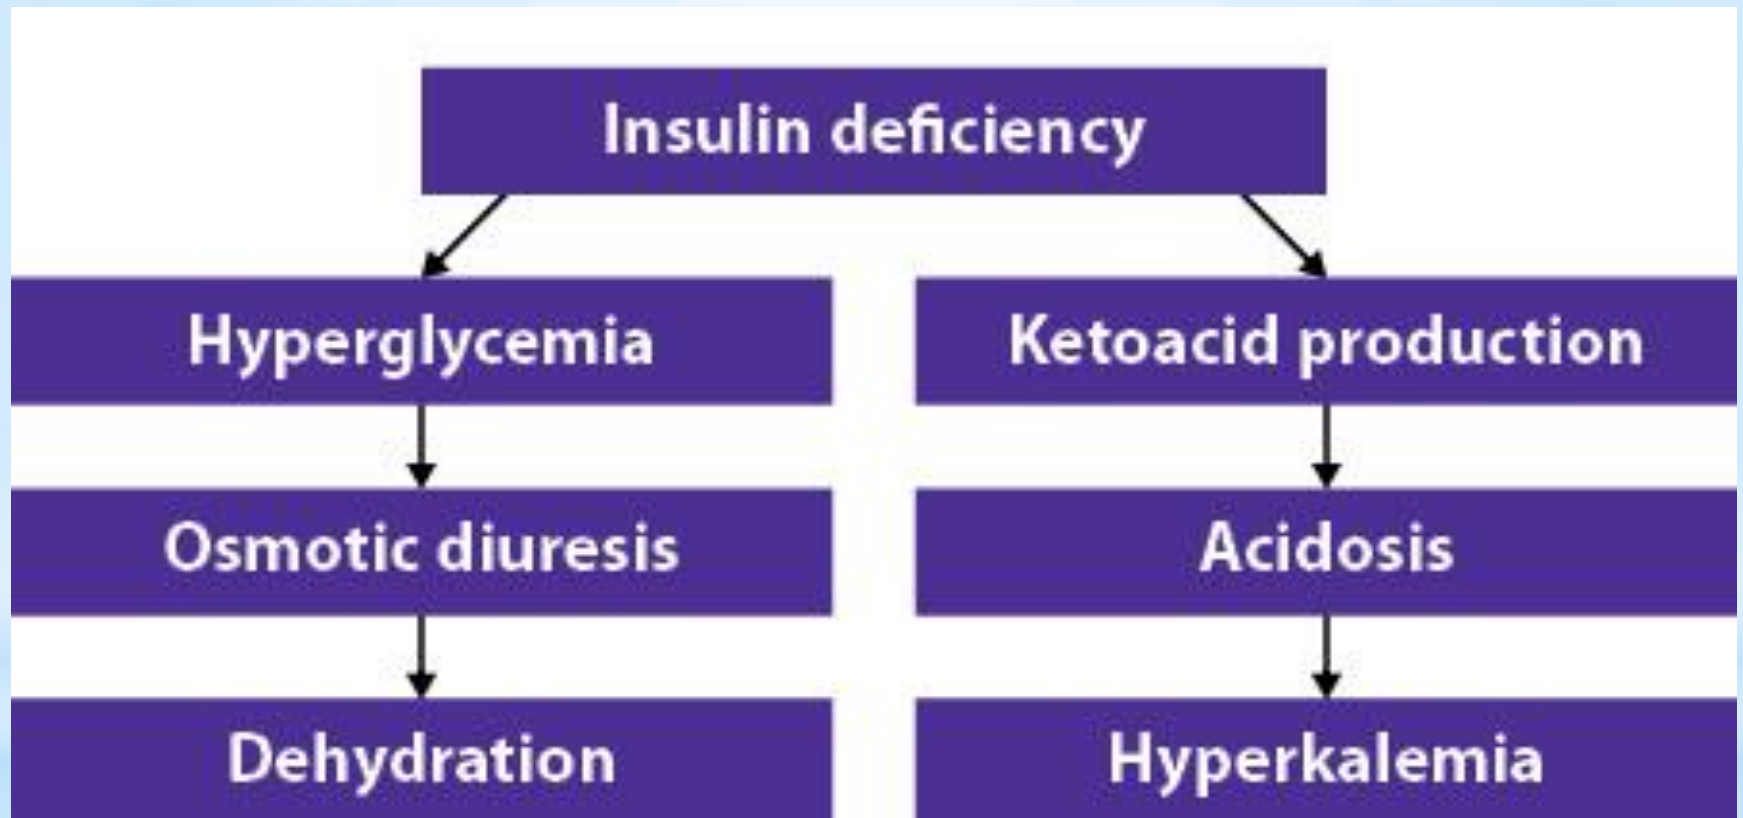 Insulin deficiency
Hyperglycemia
Ketoacid production
Osmotic diuresis
Acidosis
Dehydration
Hyperkalemia